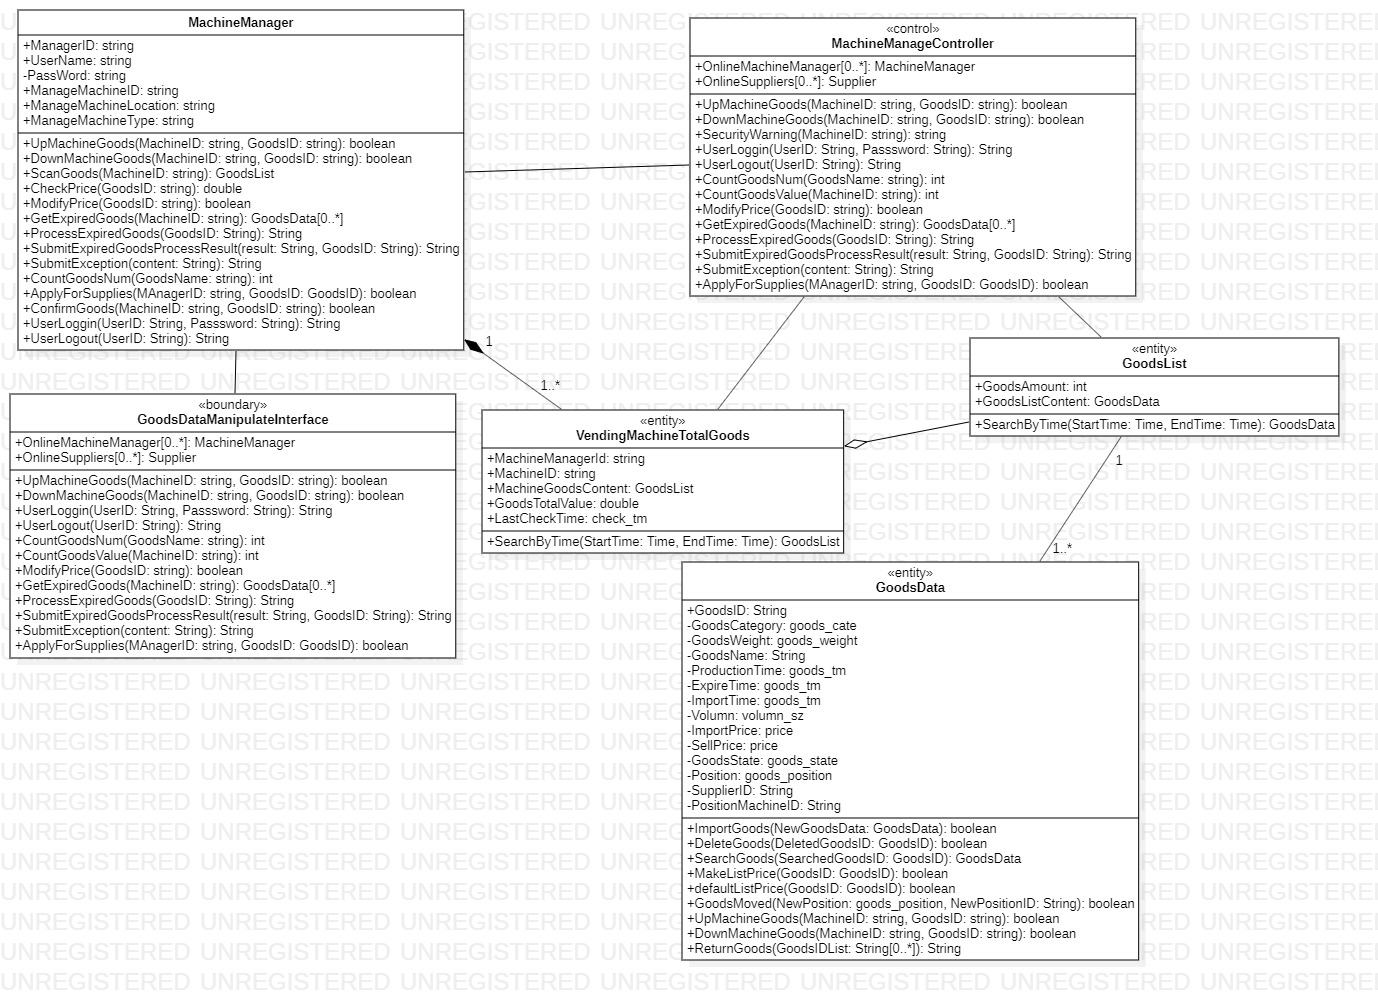 MachineManager
+ManagerID: string
+UserName: string
-PassWord: string
+ManageMachineID: string
+ManageMachineLocation: string
+ManageMachineType: string
+UpMachineGoods(MachineID: string, GoodsID: string): boolean
+DownMachineGoods(MachineID: string, GoodsID: string): boolean
+ScanGoods(MachineID: string): GoodsList
+CheckPrice(GoodsID: string): double
+ModifyPrice(GoodsID: string): boolean
+GetExpiredGoods(MachineID: string): GoodsData[0..*]
+ProcessExpiredGoods(GoodsID: String): String
+SubmitExpiredGoodsProcessResult(result: String, GoodsID: String): String
+SubmitException(content: String): String
+CountGoodsNum(GoodsName: string): int
+ApplyForSupplies(MAnagerID: string, GoodsID: GoodsID): boolean
+ConfirmGoods(MachineID: string, GoodsID: string): boolean
+UserLoggin(UserID: String, Passsword: String): String
+UserLogout(UserID: String): String
«control»
MachineManageController
+OnlineMachineManager[0..*]: MachineManager
+OnlineSuppliers[0..*]: Supplier
+UpMachineGoods(MachineID: string, GoodsID: string): boolean
+DownMachineGoods(MachineID: string, GoodsID: string): boolean
+SecurityWarning(MachineID: string): string
+UserLoggin(UserID: String, Passsword: String): String
+UserLogout(UserID: String): String
+CountGoodsNum(GoodsName: string): int
+CountGoodsValue(MachineID: string): int
+ModifyPrice(GoodsID: string): boolean
+GetExpiredGoods(MachineID: string): GoodsData[0..*]
+ProcessExpiredGoods(GoodsID: String): String
+SubmitExpiredGoodsProcessResult(result: String, GoodsID: String): String
+SubmitException(content: String): String
+ApplyForSupplies(MAnagerID: string, GoodsID: GoodsID): boolean
1
1..*
«entity»
GoodsList
+GoodsAmount: int
+GoodsListContent: GoodsData
+SearchByTime(StartTime: Time, EndTime: Time): GoodsData
«boundary»
GoodsDataManipulateInterface
+OnlineMachineManager[0..*]: MachineManager
+OnlineSuppliers[0..*]: Supplier
+UpMachineGoods(MachineID: string, GoodsID: string): boolean
+DownMachineGoods(MachineID: string, GoodsID: string): boolean
+UserLoggin(UserID: String, Passsword: String): String
+UserLogout(UserID: String): String
+CountGoodsNum(GoodsName: string): int
+CountGoodsValue(MachineID: string): int
+ModifyPrice(GoodsID: string): boolean
+GetExpiredGoods(MachineID: string): GoodsData[0..*]
+ProcessExpiredGoods(GoodsID: String): String
+SubmitExpiredGoodsProcessResult(result: String, GoodsID: String): String
+SubmitException(content: String): String
+ApplyForSupplies(MAnagerID: string, GoodsID: GoodsID): boolean
«entity»
VendingMachineTotalGoods
+MachineManagerId: string
+MachineID: string
+MachineGoodsContent: GoodsList
+GoodsTotalValue: double
+LastCheckTime: check_tm
+SearchByTime(StartTime: Time, EndTime: Time): GoodsList
1
1..*
«entity»
GoodsData
+GoodsID: String
-GoodsCategory: goods_cate
-GoodsWeight: goods_weight
-GoodsName: String
-ProductionTime: goods_tm
-ExpireTime: goods_tm
-ImportTime: goods_tm
-Volumn: volumn_sz
-ImportPrice: price
-SellPrice: price
-GoodsState: goods_state
-Position: goods_position
-SupplierID: String
-PositionMachineID: String
+ImportGoods(NewGoodsData: GoodsData): boolean
+DeleteGoods(DeletedGoodsID: GoodsID): boolean
+SearchGoods(SearchedGoodsID: GoodsID): GoodsData
+MakeListPrice(GoodsID: GoodsID): boolean
+defaultListPrice(GoodsID: GoodsID): boolean
+GoodsMoved(NewPosition: goods_position, NewPositionID: String): boolean
+UpMachineGoods(MachineID: string, GoodsID: string): boolean
+DownMachineGoods(MachineID: string, GoodsID: string): boolean
+ReturnGoods(GoodsIDList: String[0..*]): String